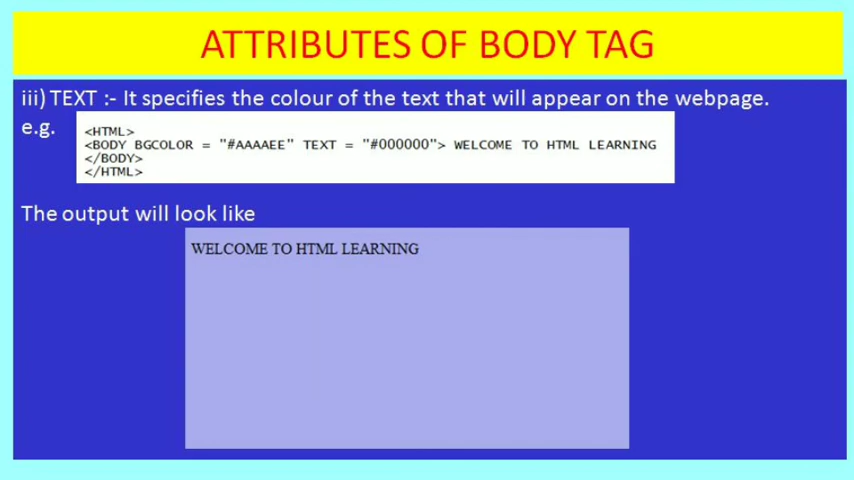 ATTRIBUTES OF BODY TAG
iii) TEXT :- It specifies the colour of the text that will appear on the webpage.
e.g.
<HTML>
<BODY BGCOLOR = "#AAAAEE" TEXT = "#000000"> WELCOME TO HTML LEARNING
</BODY>
</HTML>
The output will look like
WELCOME TO HTML LEARNING